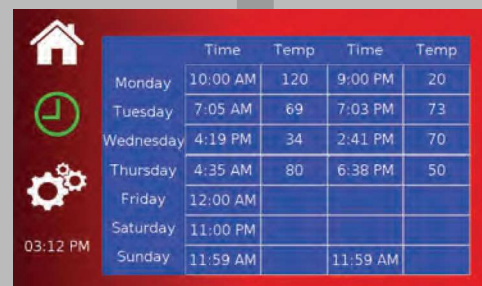 Time Temp Time Temp
Monday 10:00 AM 120 9:00 PM 20
Tuesday 7:05 AM 69 7:03 PM 73
Wednesday 4:19 PM 34 2:41 PM 70
Thursday 4:35 AM 80 6:38 PM 50
Friday 12:00 AM
Saturday 11:00 PM
Sunday 11:59 AM 11:59 AM
03:12 PM